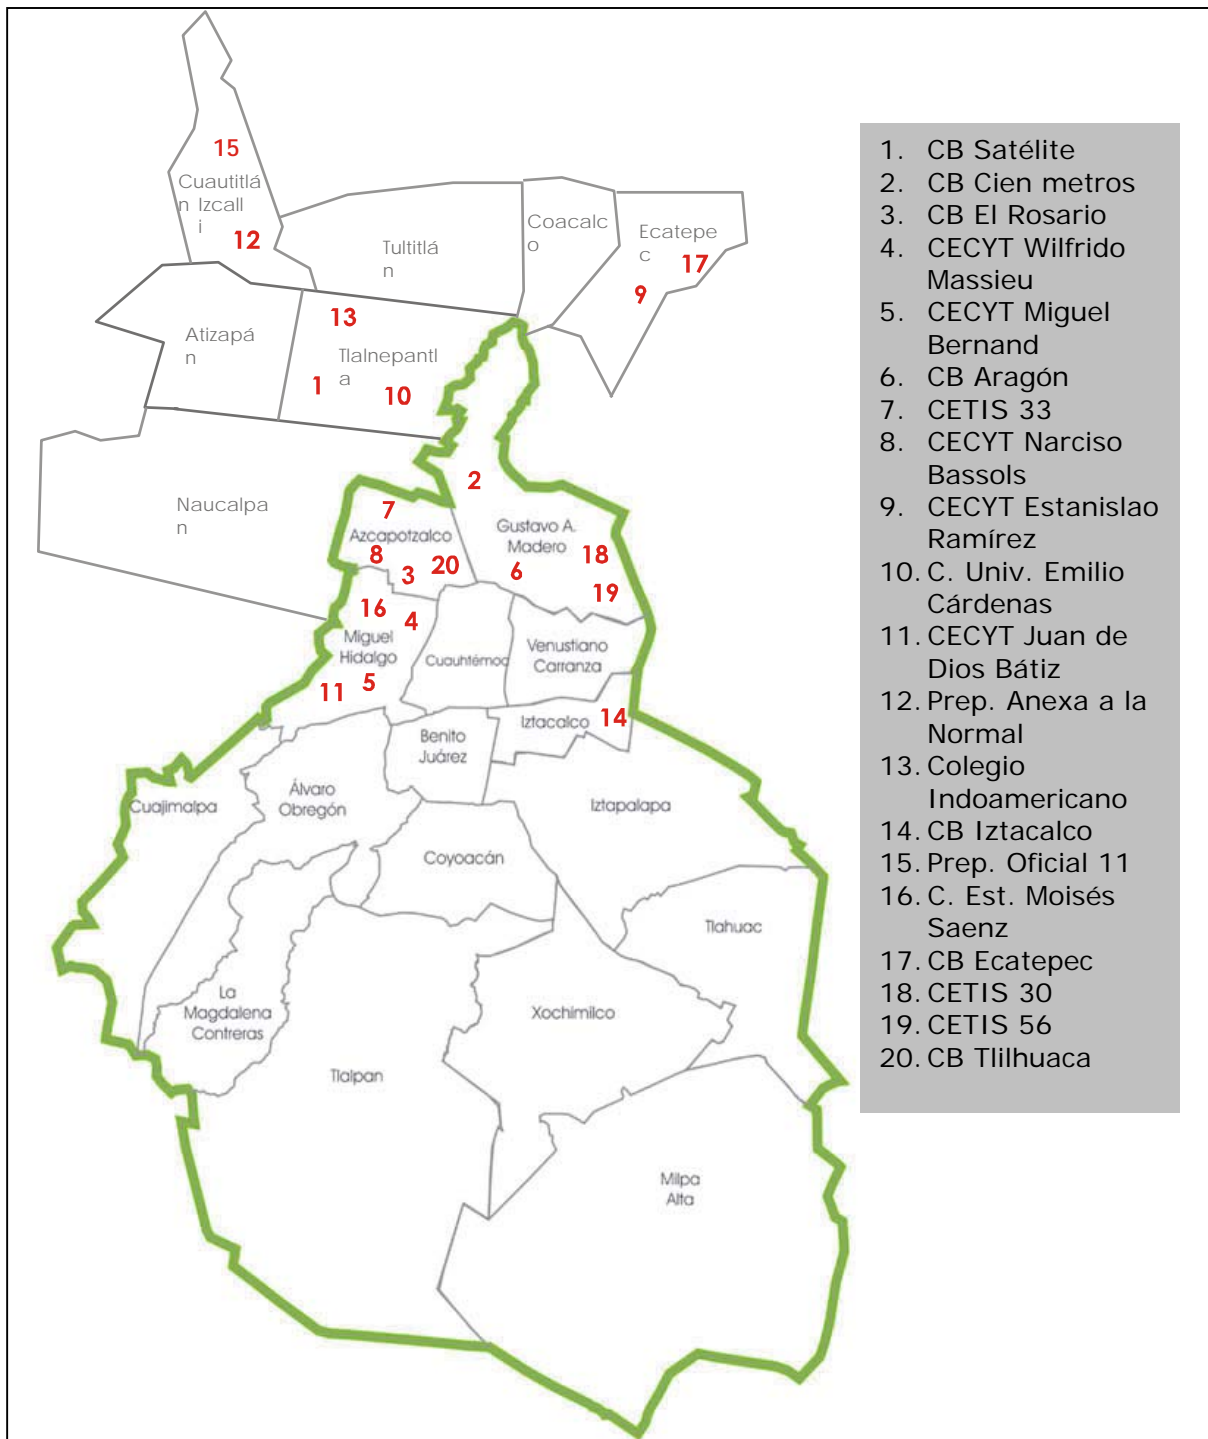 15
Cuautitlá
n Izcall
i
12
Tultitlá
n
Coacalc
o
Ecatepe
c
17
9
Atizapá
n
13
Tlalnepantl
a
1
10
Naucalpa
n
2
7
Azcapotzalco
8
3
20
Gustavo A.
Madero
18
6
19
16
4
Miguel
Hidalgo
11
5
Cuauhtémoc
Venustiano
Carranza
Iztacalco
14
Benito
Juárez
Cuajimalpa
Álvaro
Obregón
Iztapalapa
Coyoacán
Tlahuac
La
Magdalena
Contreras
Xochimilco
Tlalpan
Milpa
Alta
1. CB Satélite
2. CB Cien metros
3. CB El Rosario
4. CECYT Wilfrido
Massieu
5. CECYT Miguel
Bernand
6. CB Aragón
7. CETIS 33
8. CECYT Narciso
Bassols
9. CECYT Estanislao
Ramírez
10. C. Univ. Emilio
Cárdenas
11. CECYT Juan de
Dios Bátiz
12. Prep. Anexa a la
Normal
13. Colegio
Indoamericano
14. CB Iztacalco
15. Prep. Oficial 11
16. C. Est. Moisés
Saenz
17. CB Ecatepec
18. CETIS 30
19. CETIS 56
20. CB Tlilhuaca